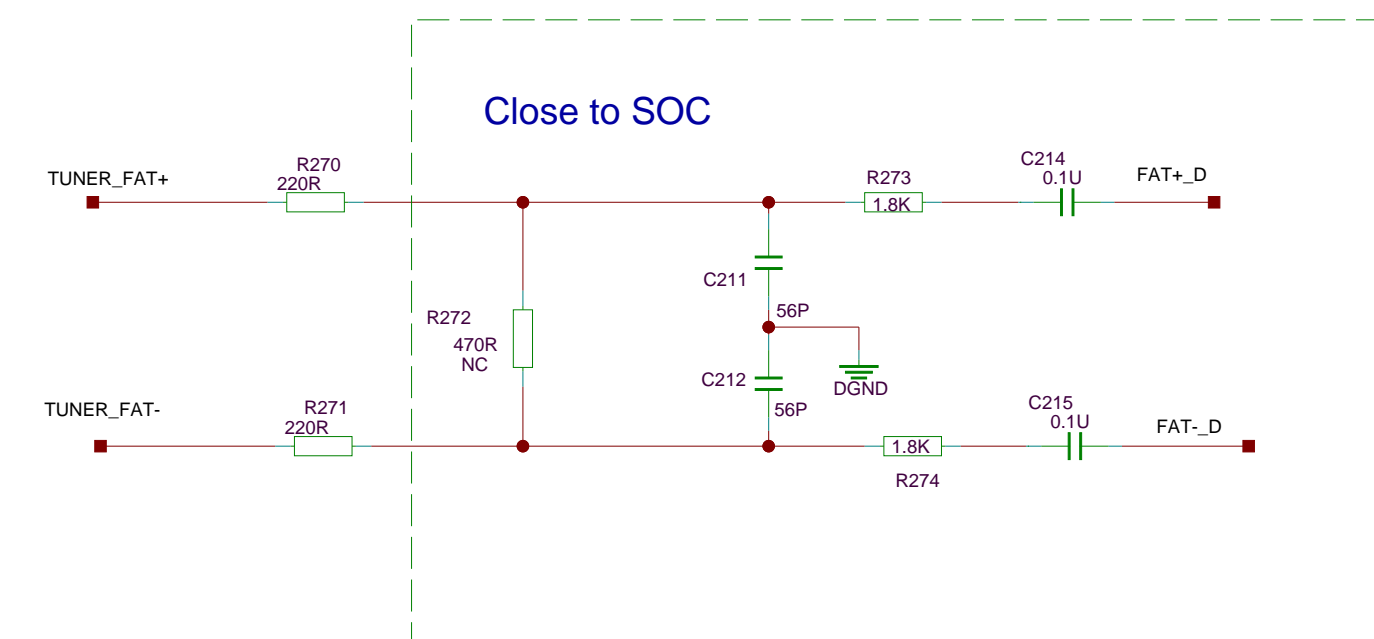 Close to SOC
TUNER_FAT+
R270
220R
R273
1.8K
C214
0.1U
FAT+_D
C211
56P
R272
470R
NC
C212
56P
DGND
TUNER_FAT-
R271
220R
1.8K
R274
C215
0.1U
FAT-_D